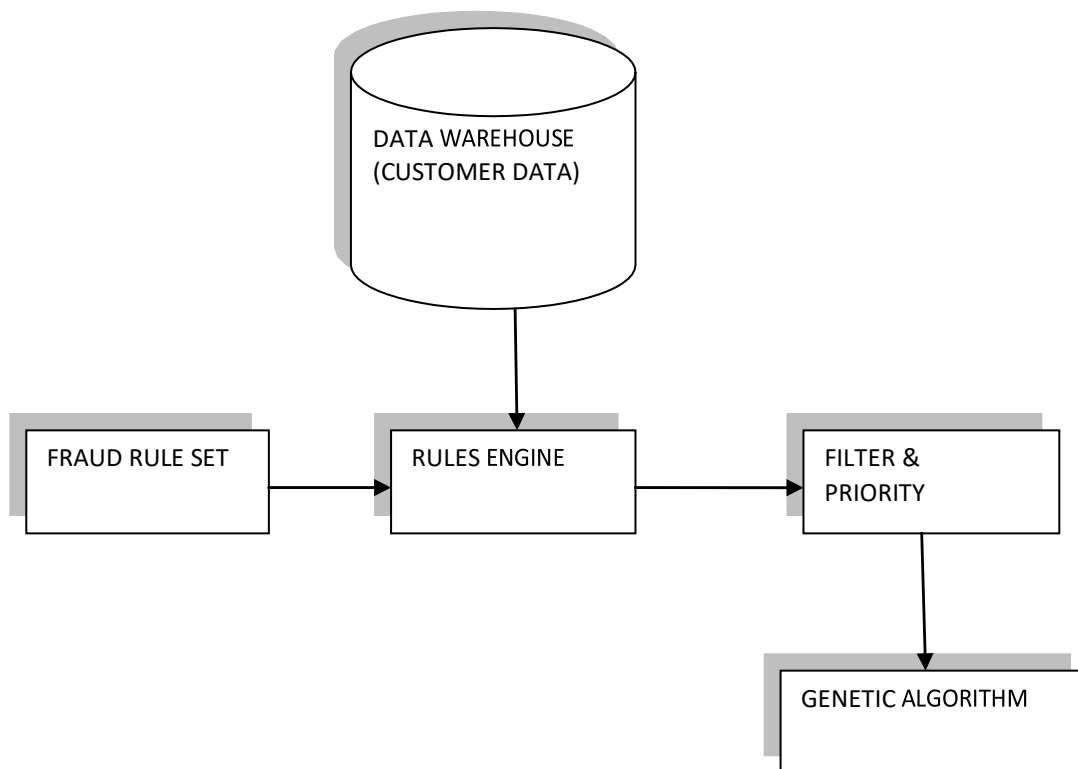 DATA WAREHOUSE
(CUSTOMER DATA)
FRAUD RULE SET
RULES ENGINE
FILTER &
PRIORITY
GENETIC ALGORITHM